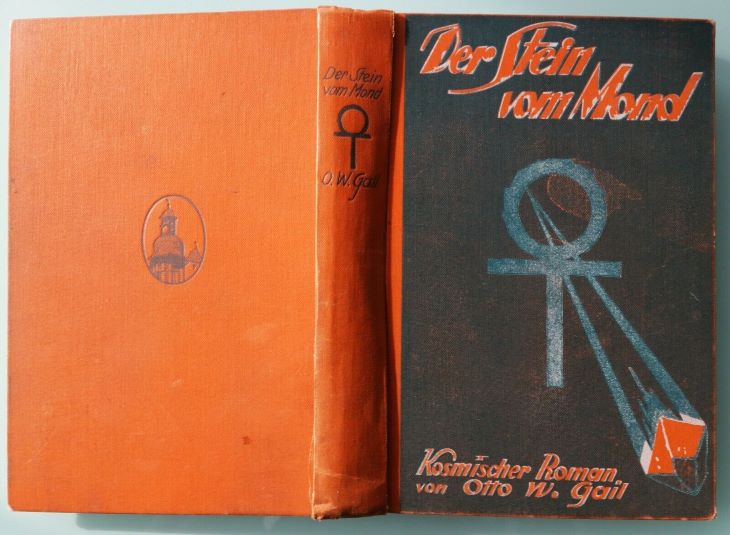 Der Stein
vom Mond
O. W. Gail
Der Stein
vom Mond
Kosmischer Roman
von Otto W. Gail